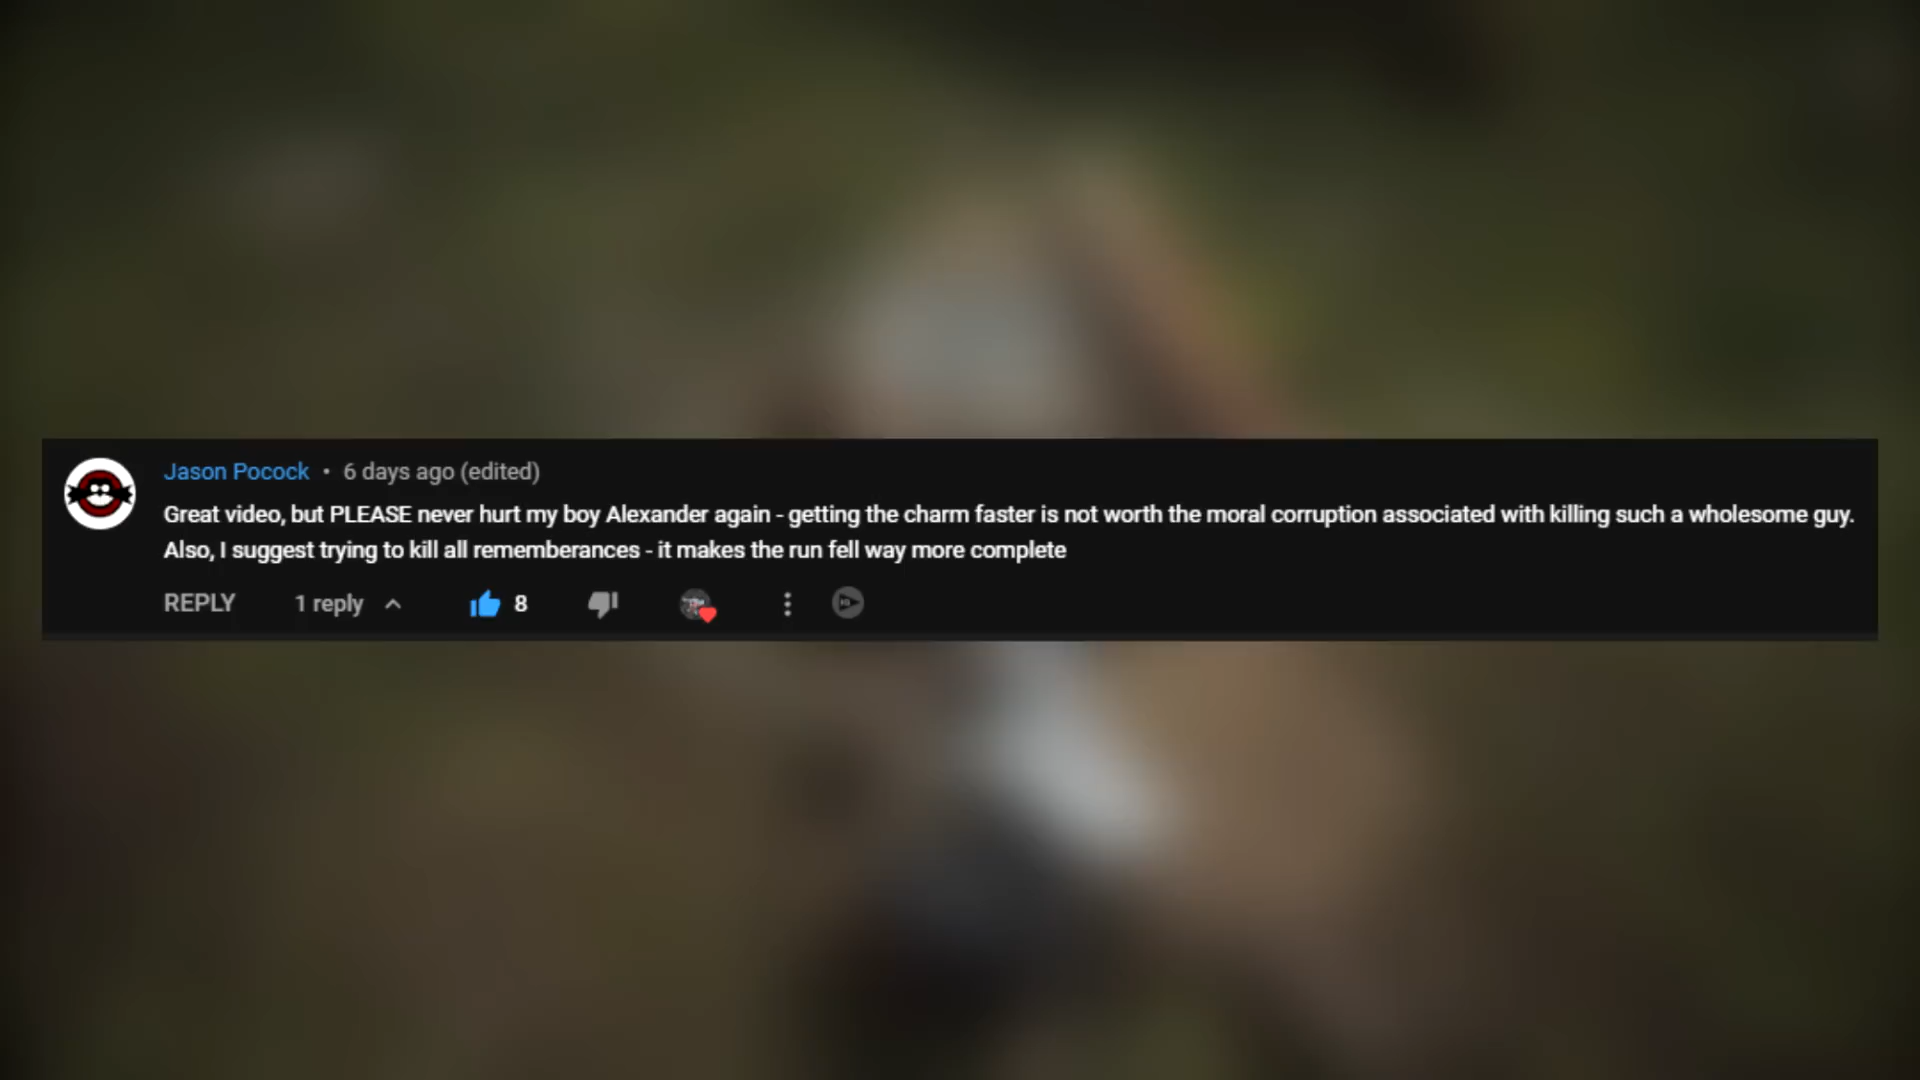 Jason Pocock • 6 days ago (edited)
Great video, but PLEASE never hurt my boy Alexander again - getting the charm faster is not worth the moral corruption associated with killing such a wholesome guy.
Also, I suggest trying to kill all rememberances - it makes the run fell way more complete
REPLY 1 reply 8